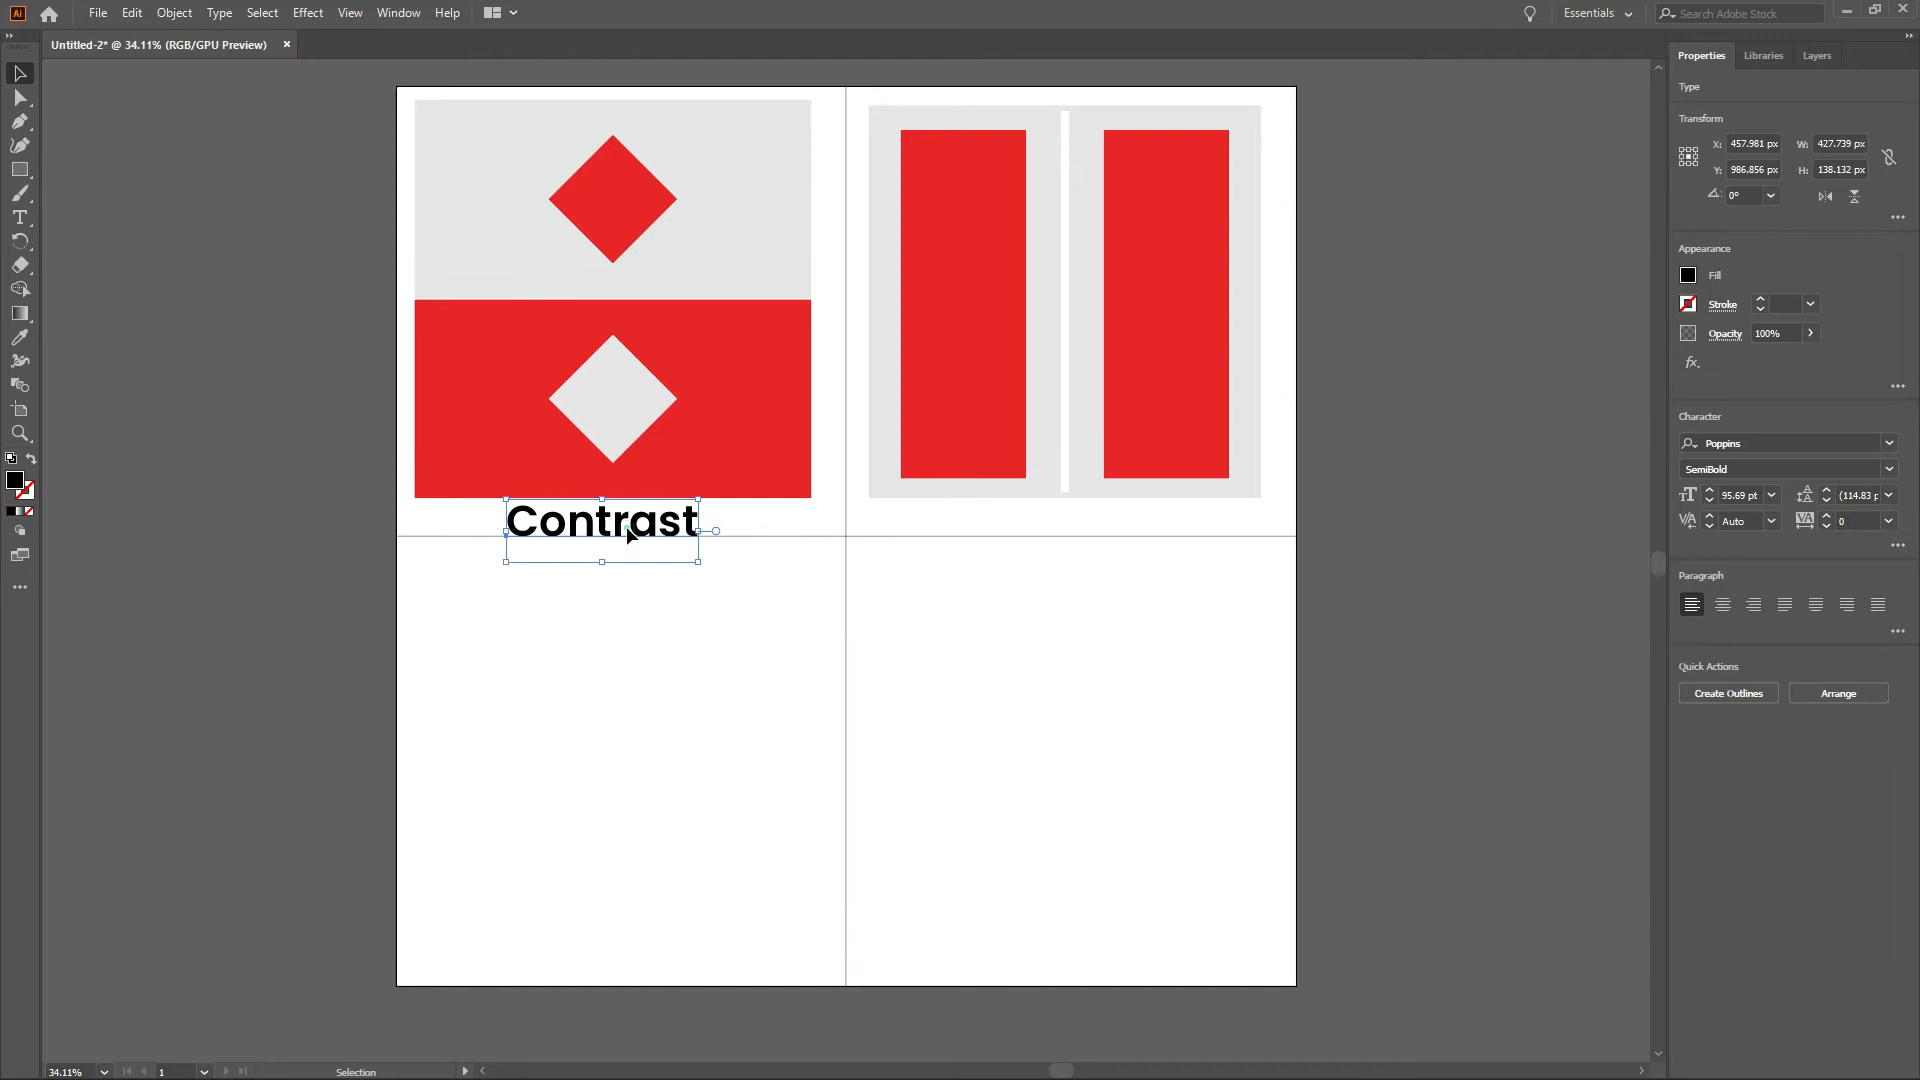 Ai File Edit Object Type Select Effect View Window Help Essentials Search Adobe Stock
Untitled-2* @ 34.11% (RGB/GPU Preview) ×
Properties Libraries Layers
Type
Transform
X: 457.981 px W: 427.739 px
Y: 986.856 px H: 138.132 px
0°
Appearance
Fill
Stroke
Opacity 100%
fx.
Character
Poppins
SemiBold
95.69 pt (114.83 p
Auto 0
Paragraph
Quick Actions
Create Outlines Arrange
Contrast
34.11% 1 Selection